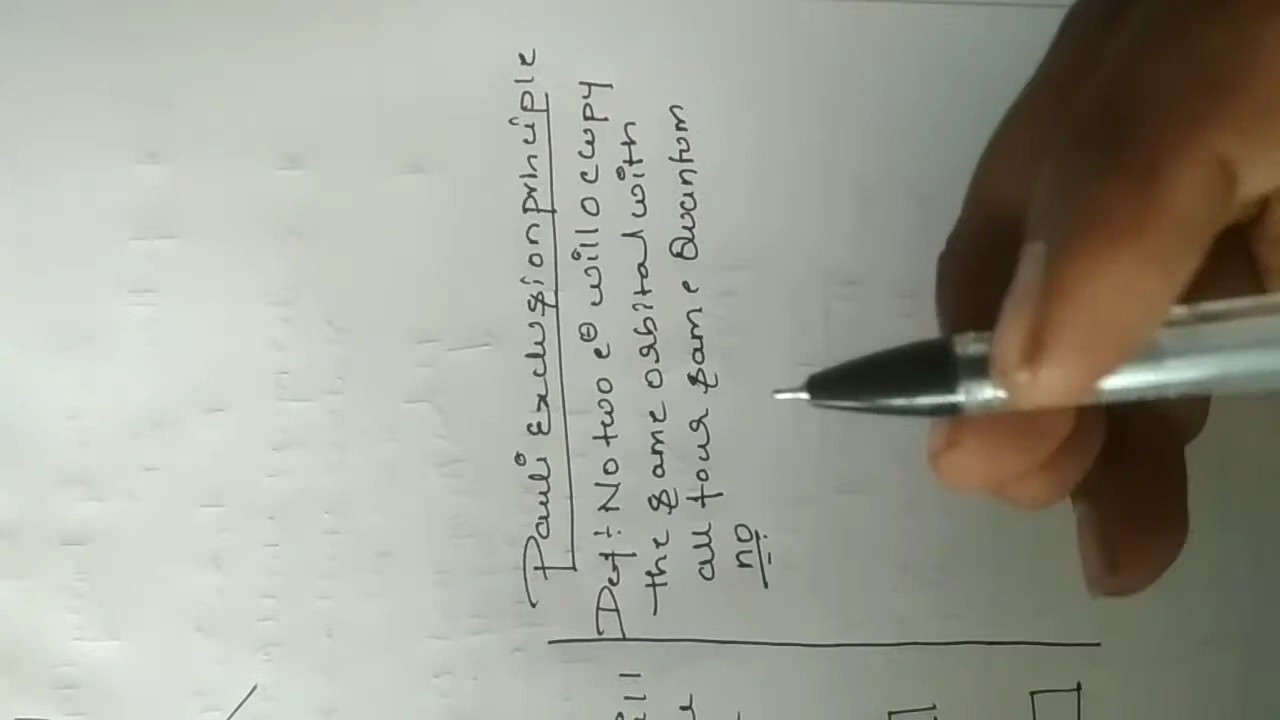 Pauli Exclusion principle
Def: No two e⊖ will occupy
the same orbital with
all four same Quantum
no